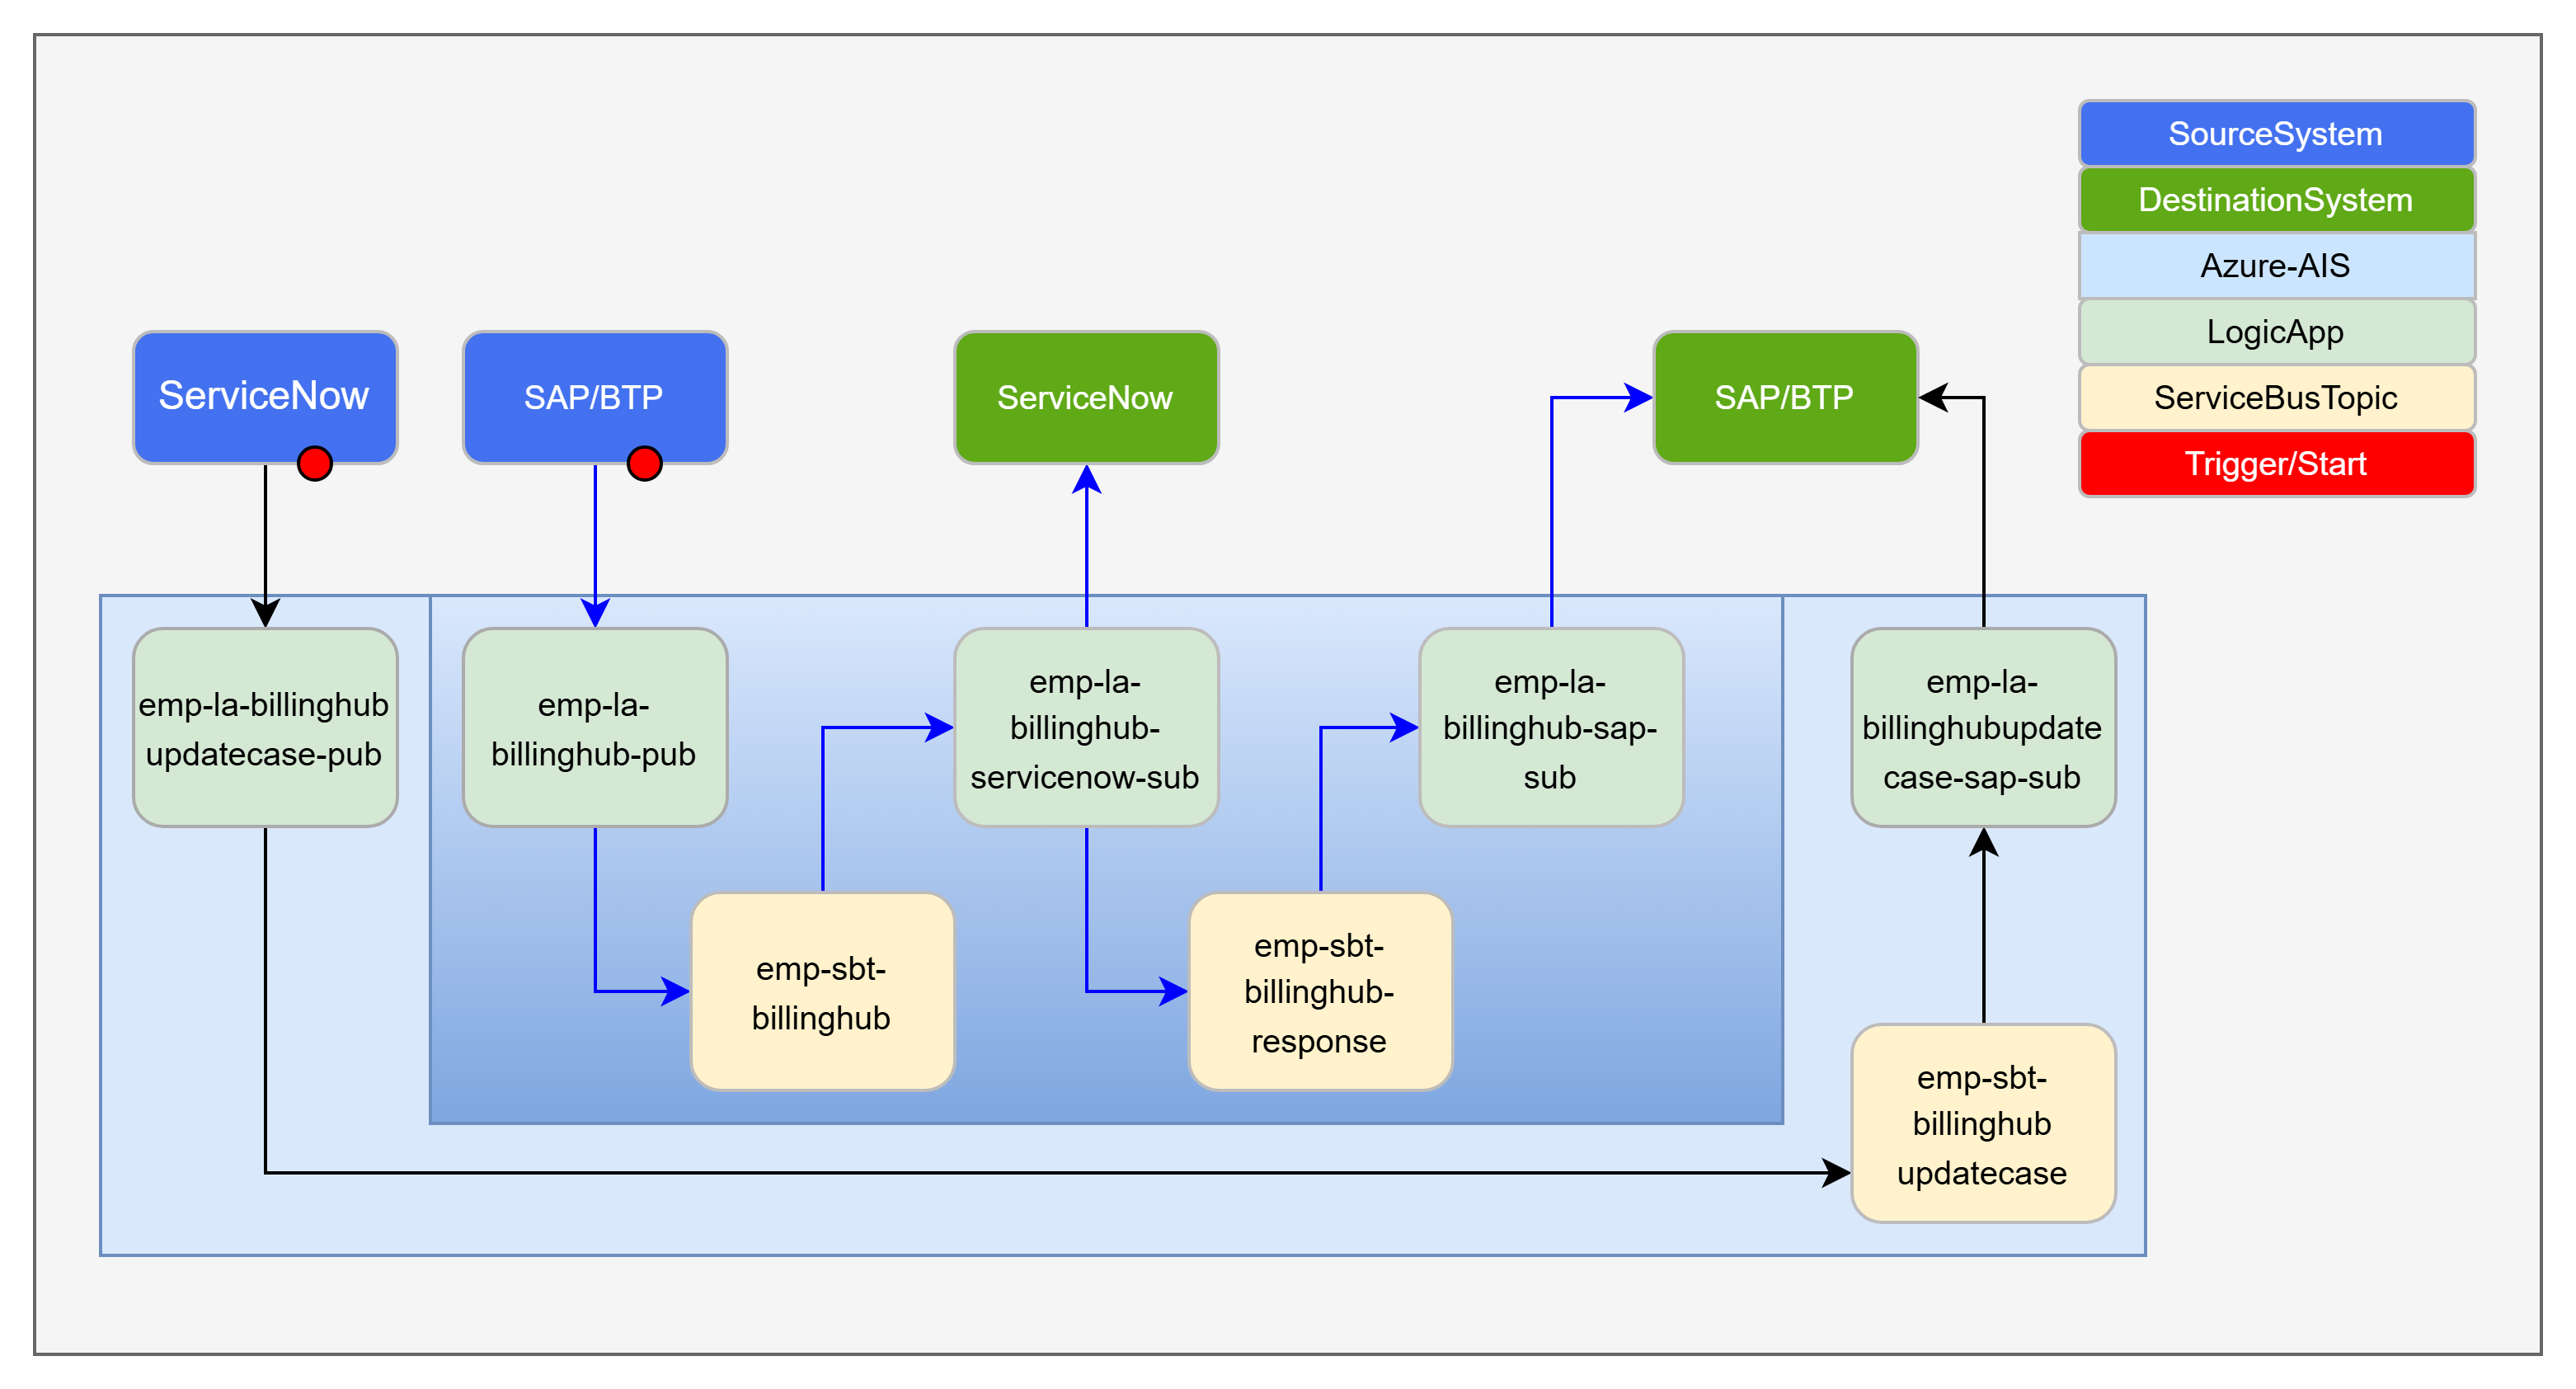 SourceSystem
DestinationSystem
Azure-AIS
LogicApp
ServiceBusTopic
Trigger/Start
ServiceNow
SAP/BTP
ServiceNow
SAP/BTP
emp-la-billinghub
updatecase-pub
emp-la-
billinghub-pub
emp-la-
billinghub-
servicenow-sub
emp-la-
billinghub-sap-
sub
emp-la-
billinghubupdate
case-sap-sub
emp-sbt-
billinghub
emp-sbt-
billinghub-
response
emp-sbt-
billinghub
updatecase